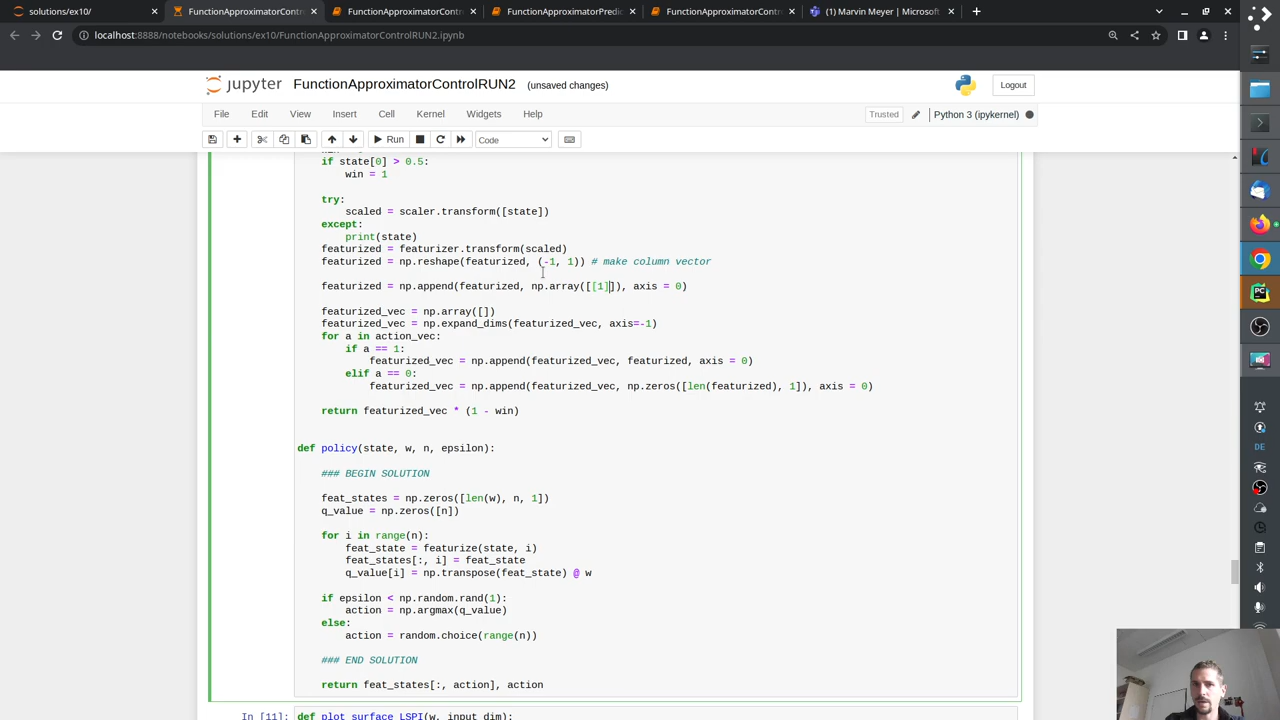 solutions/ex10/
FunctionApproximatorContro
FunctionApproximatorContro
FunctionApproximatorPredic
FunctionApproximatorContro
(1) Marvin Meyer | Microsof
localhost:8888/notebooks/solutions/ex10/FunctionApproximatorControlRUN2.ipynb
jupyter FunctionApproximatorControlRUN2 (unsaved changes)
Logout
File Edit View Insert Cell Kernel Widgets Help
Trusted Python 3 (ipykernel)
Run Code
if state[0] > 0.5:
win = 1
try:
scaled = scaler.transform([state])
except:
print(state)
featurized = featurizer.transform(scaled)
featurized = np.reshape(featurized, (-1, 1)) # make column vector
featurized = np.append(featurized, np.array([[1]]), axis = 0)
featurized_vec = np.array([])
featurized_vec = np.expand_dims(featurized_vec, axis=-1)
for a in action_vec:
if a == 1:
featurized_vec = np.append(featurized_vec, featurized, axis = 0)
elif a == 0:
featurized_vec = np.append(featurized_vec, np.zeros([len(featurized), 1]), axis = 0)
return featurized_vec * (1 - win)
def policy(state, w, n, epsilon):
### BEGIN SOLUTION
feat_states = np.zeros([len(w), n, 1])
q_value = np.zeros([n])
for i in range(n):
feat_state = featurize(state, i)
feat_states[:, i] = feat_state
q_value[i] = np.transpose(feat_state) @ w
if epsilon < np.random.rand(1):
action = np.argmax(q_value)
else:
action = random.choice(range(n))
### END SOLUTION
return feat_states[:, action], action
In [11]: def plot_surface_LSPI(w, input_dim):
DE